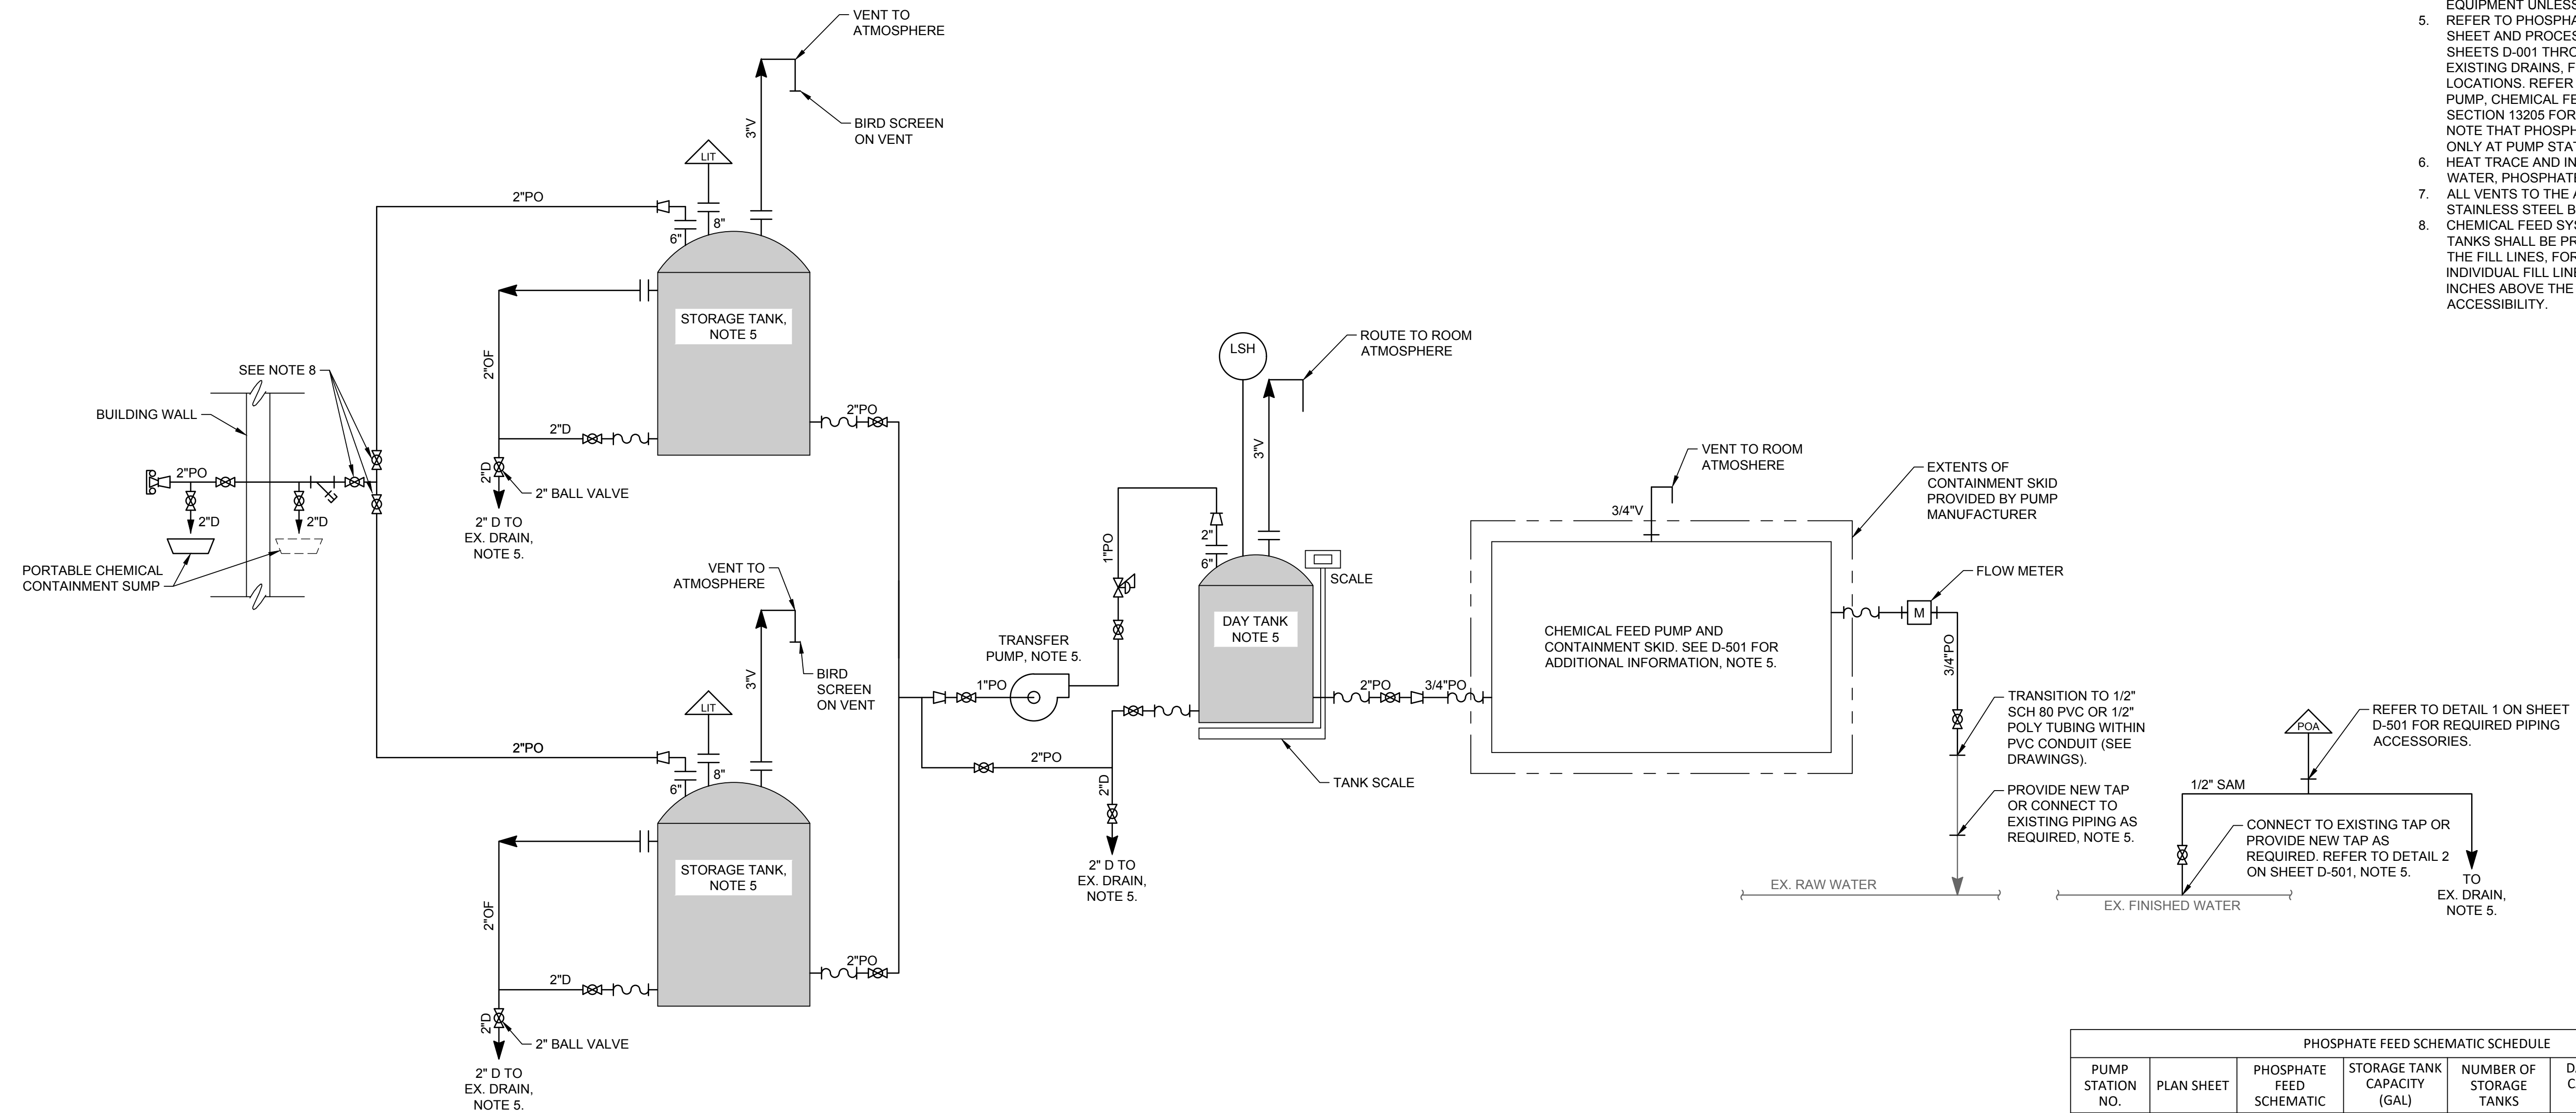 VENT TO
ATMOSPHERE
BIRD SCREEN
ON VENT
3"V
LIT
2"PO
8"
6"
STORAGE TANK,
NOTE 5
2"OF
2"D
2"D
2" BALL VALVE
2" D TO
EX. DRAIN,
NOTE 5.
2"PO
SEE NOTE 8
BUILDING WALL
2"PO
2"D
2"D
PORTABLE CHEMICAL
CONTAINMENT SUMP
VENT TO
ATMOSPHERE
BIRD
SCREEN
ON VENT
3"V
LIT
2"PO
8"
6"
STORAGE TANK,
NOTE 5
2"OF
2"D
2"D
2" BALL VALVE
2" D TO
EX. DRAIN,
NOTE 5.
2"PO
TRANSFER
PUMP, NOTE 5.
1"PO
1"PO
2"PO
2"D
2" D TO
EX. DRAIN,
NOTE 5.
LSH
ROUTE TO ROOM
ATMOSPHERE
3"V
2"
6"
SCALE
DAY TANK
NOTE 5
TANK SCALE
2"PO
3/4"PO
VENT TO ROOM
ATMOSHERE
3/4"V
EXTENTS OF
CONTAINMENT SKID
PROVIDED BY PUMP
MANUFACTURER
CHEMICAL FEED PUMP AND
CONTAINMENT SKID. SEE D-501 FOR
ADDITIONAL INFORMATION, NOTE 5.
FLOW METER
M
3/4"PO
TRANSITION TO 1/2"
SCH 80 PVC OR 1/2"
POLY TUBING WITHIN
PVC CONDUIT (SEE
DRAWINGS).
PROVIDE NEW TAP
OR CONNECT TO
EXISTING PIPING AS
REQUIRED, NOTE 5.
EX. RAW WATER
POA
REFER TO DETAIL 1 ON SHEET
D-501 FOR REQUIRED PIPING
ACCESSORIES.
1/2" SAM
CONNECT TO EXISTING TAP OR
PROVIDE NEW TAP AS
REQUIRED. REFER TO DETAIL 2
ON SHEET D-501, NOTE 5.
EX. FINISHED WATER
TO
EX. DRAIN,
NOTE 5.
EQUIPMENT UNLESS
5. REFER TO PHOSPHA
SHEET AND PROCES
SHEETS D-001 THRO
EXISTING DRAINS, F
LOCATIONS. REFER
PUMP, CHEMICAL FE
SECTION 13205 FOR
NOTE THAT PHOSPH
ONLY AT PUMP STAT
6. HEAT TRACE AND IN
WATER, PHOSPHATE
7. ALL VENTS TO THE A
STAINLESS STEEL B
8. CHEMICAL FEED SYS
TANKS SHALL BE PR
THE FILL LINES, FOR
INDIVIDUAL FILL LINE
INCHES ABOVE THE
ACCESSIBILITY.
PHOSPHATE FEED SCHEMATIC SCHEDULE
PUMP
STATION
NO.
PLAN SHEET
PHOSPHATE
FEED
SCHEMATIC
STORAGE TANK
CAPACITY
(GAL)
NUMBER OF
STORAGE
TANKS